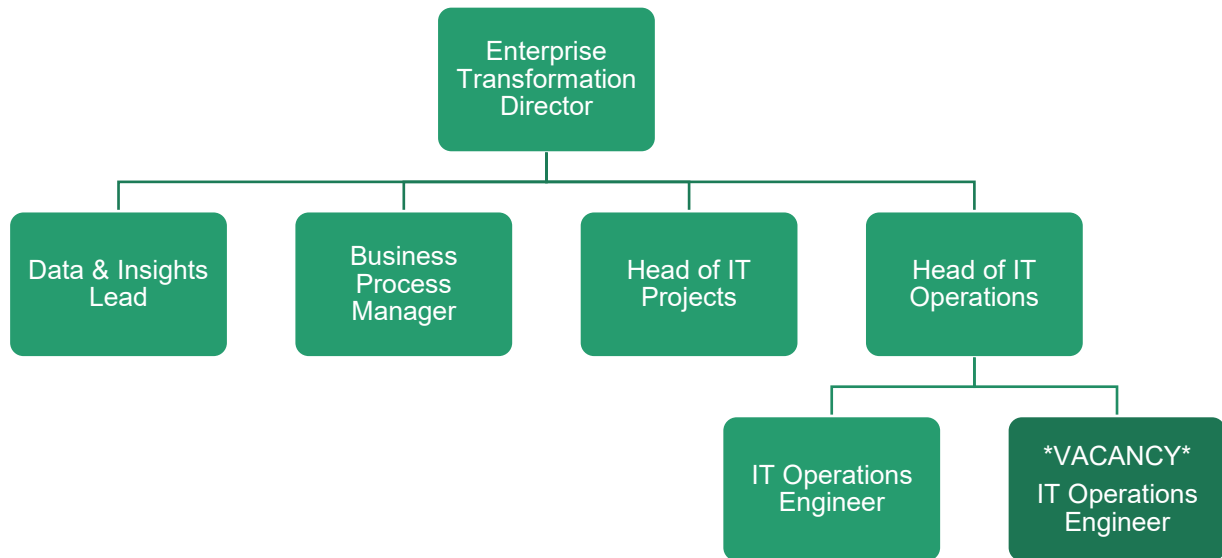 Enterprise
Transformation
Director
Data & Insights
Lead
Business
Process
Manager
Head of IT
Projects
Head of IT
Operations
IT Operations
Engineer
*VACANCY*
IT Operations
Engineer